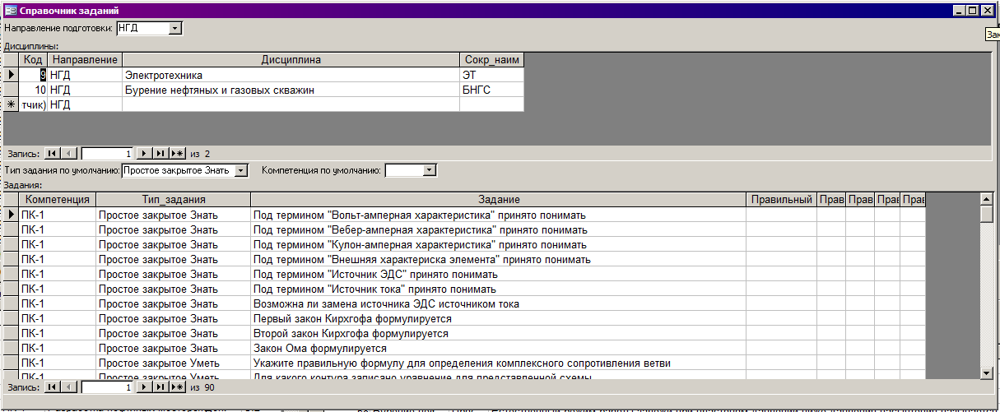 Справочник заданий
Направление подготовки: НГД
Зак
Дисциплины:
Код Направление Дисциплина Сокр_наим
9 НГД Электротехника ЭТ
10 НГД Бурение нефтяных и газовых скважин БНГС
тчик) НГД
Запись: 1 из 2
Тип задания по умолчанию: Простое закрытое Знать Компетенция по умолчанию:
Задания:
Компетенция Тип_задания Задание Правильный Прав Прав Прав Прав
ПК-1 Простое закрытое Знать Под термином "Вольт-амперная характеристика" принято понимать
ПК-1 Простое закрытое Знать Под термином "Вебер-амперная характеристика" принято понимать
ПК-1 Простое закрытое Знать Под термином "Кулон-амперная характеристика" принято понимать
ПК-1 Простое закрытое Знать Под термином "Внешняя характериска элемента" принято понимать
ПК-1 Простое закрытое Знать Под термином "Источник ЭДС" принято понимать
ПК-1 Простое закрытое Знать Под термином "Источник тока" принято понимать
ПК-1 Простое закрытое Знать Возможна ли замена источника ЭДС источником тока
ПК-1 Простое закрытое Знать Первый закон Кирхгофа формулируется
ПК-1 Простое закрытое Знать Второй закон Кирхгофа формулируется
ПК-1 Простое закрытое Знать Закон Ома формулируется
ПК-1 Простое закрытое Уметь Укажите правильную формулу для определения комплексного сопротивления ветви
ПК-1 Простое закрытое Уметь Для какого контура записано уравнение для представленной схемы
Запись: 1 из 90